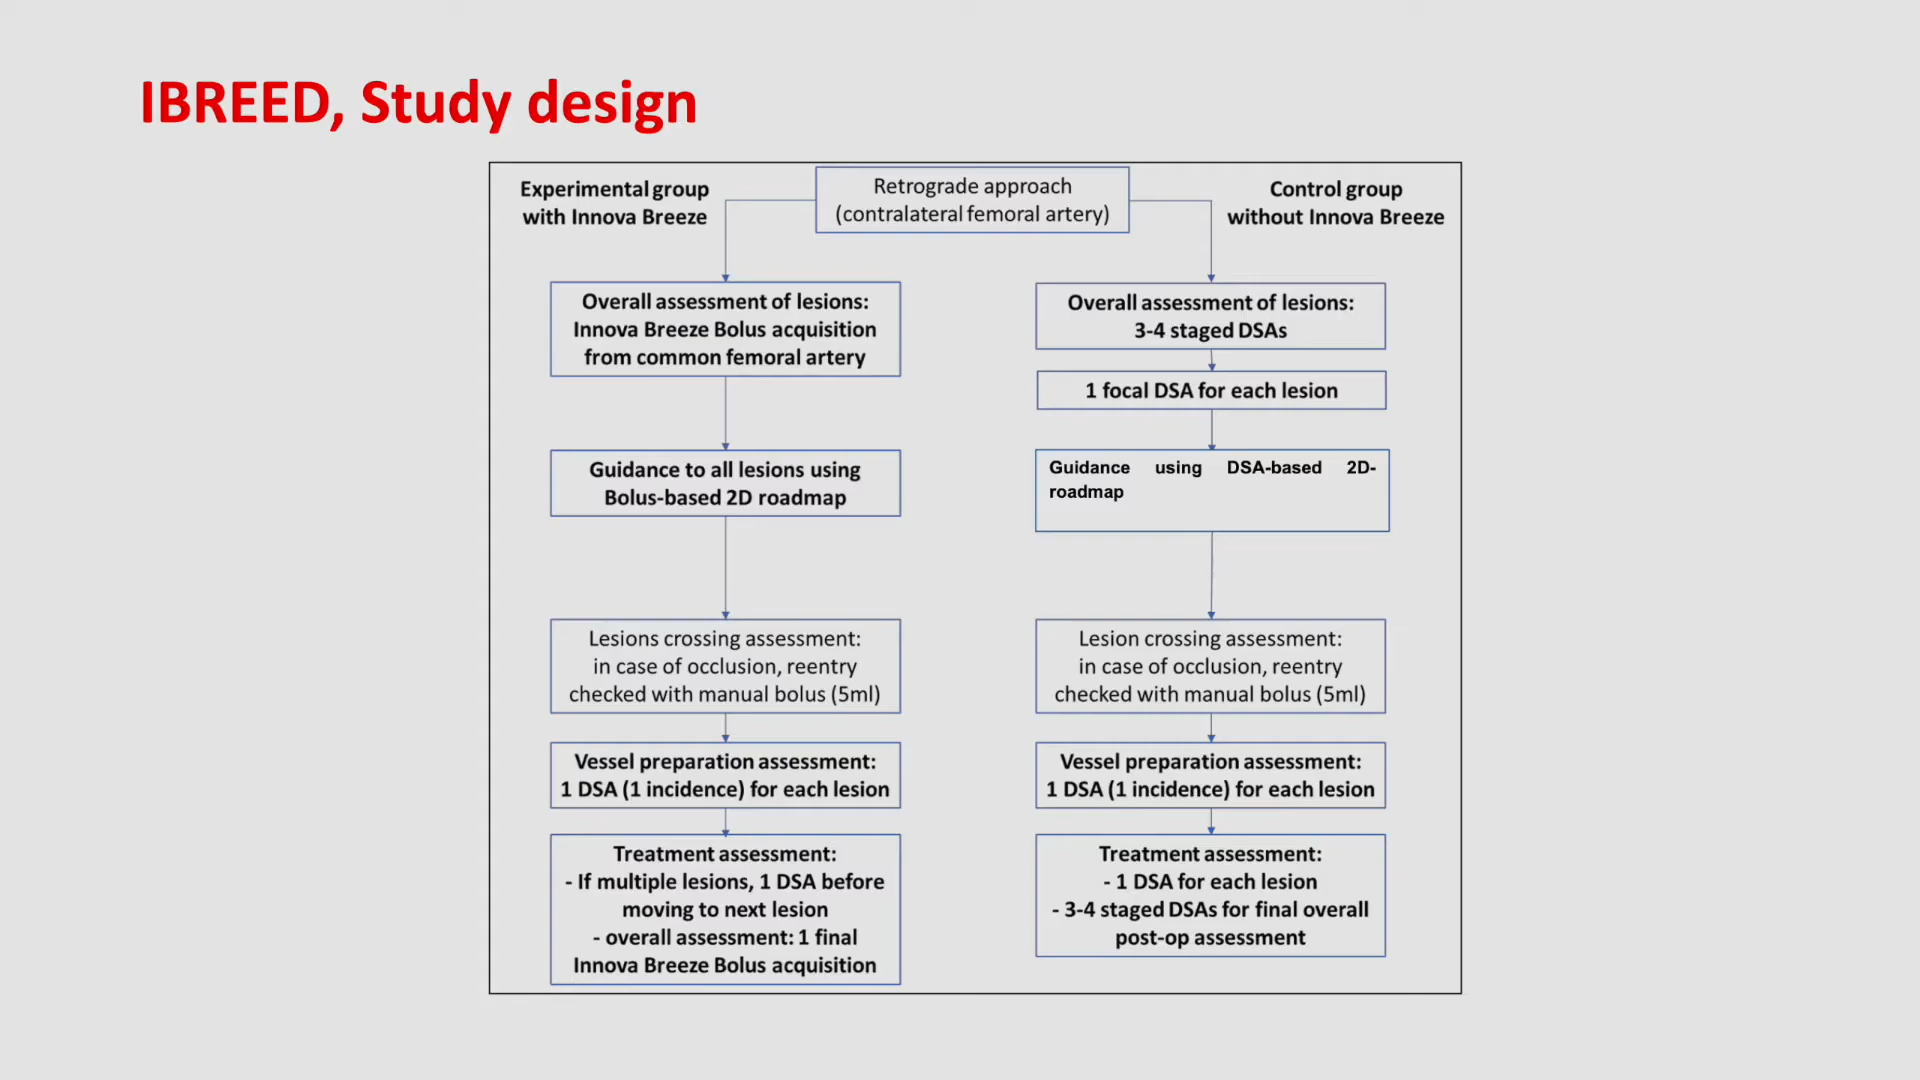 IBREED, Study design
Experimental group
with Innova Breeze
Retrograde approach
(contralateral femoral artery)
Control group
without Innova Breeze
Overall assessment of lesions:
Innova Breeze Bolus acquisition
from common femoral artery
Guidance to all lesions using
Bolus-based 2D roadmap
Lesions crossing assessment:
in case of occlusion, reentry
checked with manual bolus (5ml)
Vessel preparation assessment:
1 DSA (1 incidence) for each lesion
Treatment assessment:
- If multiple lesions, 1 DSA before
moving to next lesion
- overall assessment: 1 final
Innova Breeze Bolus acquisition
Overall assessment of lesions:
3-4 staged DSAs
1 focal DSA for each lesion
Guidance using DSA-based 2D-
roadmap
Lesion crossing assessment:
in case of occlusion, reentry
checked with manual bolus (5ml)
Vessel preparation assessment:
1 DSA (1 incidence) for each lesion
Treatment assessment:
- 1 DSA for each lesion
- 3-4 staged DSAs for final overall
post-op assessment